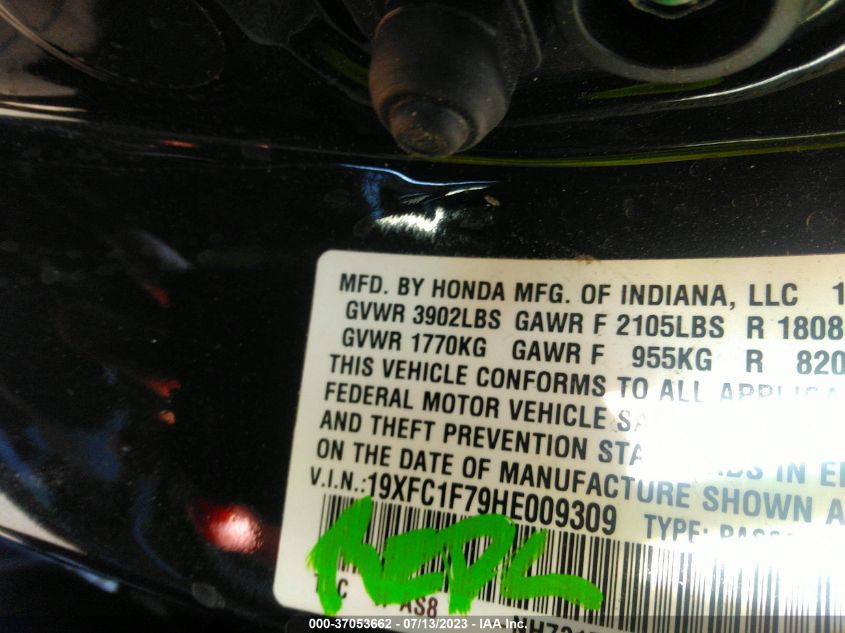 MFD. BY HONDA MFG. OF INDIANA, LLC 1
GVWR 3902LBS GAWR F 2105LBS R 1808
GVWR 1770KG GAWR F 955KG R 820
THIS VEHICLE CONFORMS TO ALL
FEDERAL MOTOR VEHICLE
AND THEFT PREVENTION IN
ON THE DATE OF MANUFACTURE SHOWN
V.I.N.:19XFC1F79HE009309 TYPE:
000-37053662 - 07/13/2023 - IAA Inc.